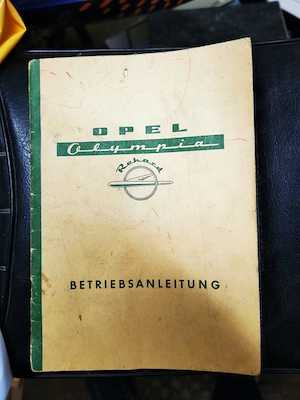 OPEL
Olympia
Rekord
BETRIEBSANLEITUNG